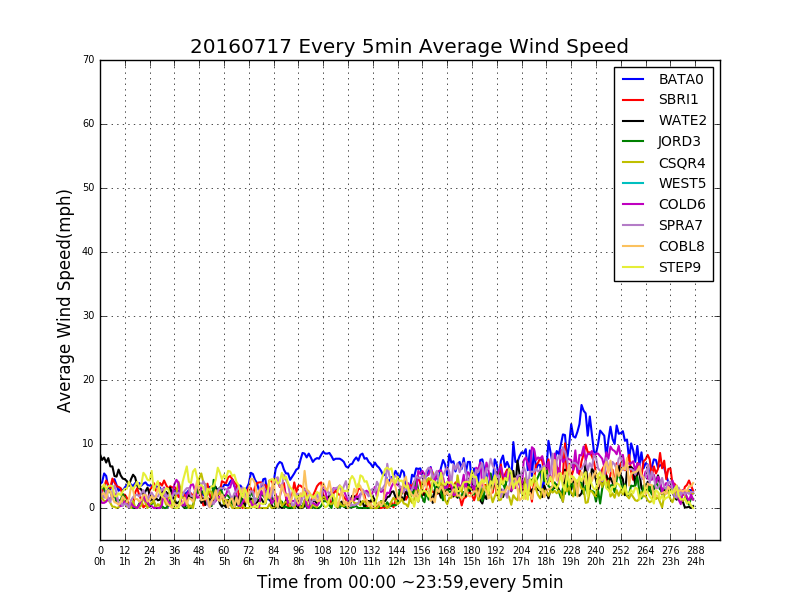 20160717 Every 5min Average Wind Speed
70
60
50
40
30
20
10
0
Average Wind Speed(mph)
BATA0
SBRI1
WATE2
JORD3
CSQR4
WEST5
COLD6
SPRA7
COBL8
STEP9
0 12 24 36 48 60 72 84 96 108 120 132 144 156 168 180 192 204 216 228 240 252 264 276 288
0h 1h 2h 3h 4h 5h 6h 7h 8h 9h 10h 11h 12h 13h 14h 15h 16h 17h 18h 19h 20h 21h 22h 23h 24h
Time from 00:00 ~23:59,every 5min